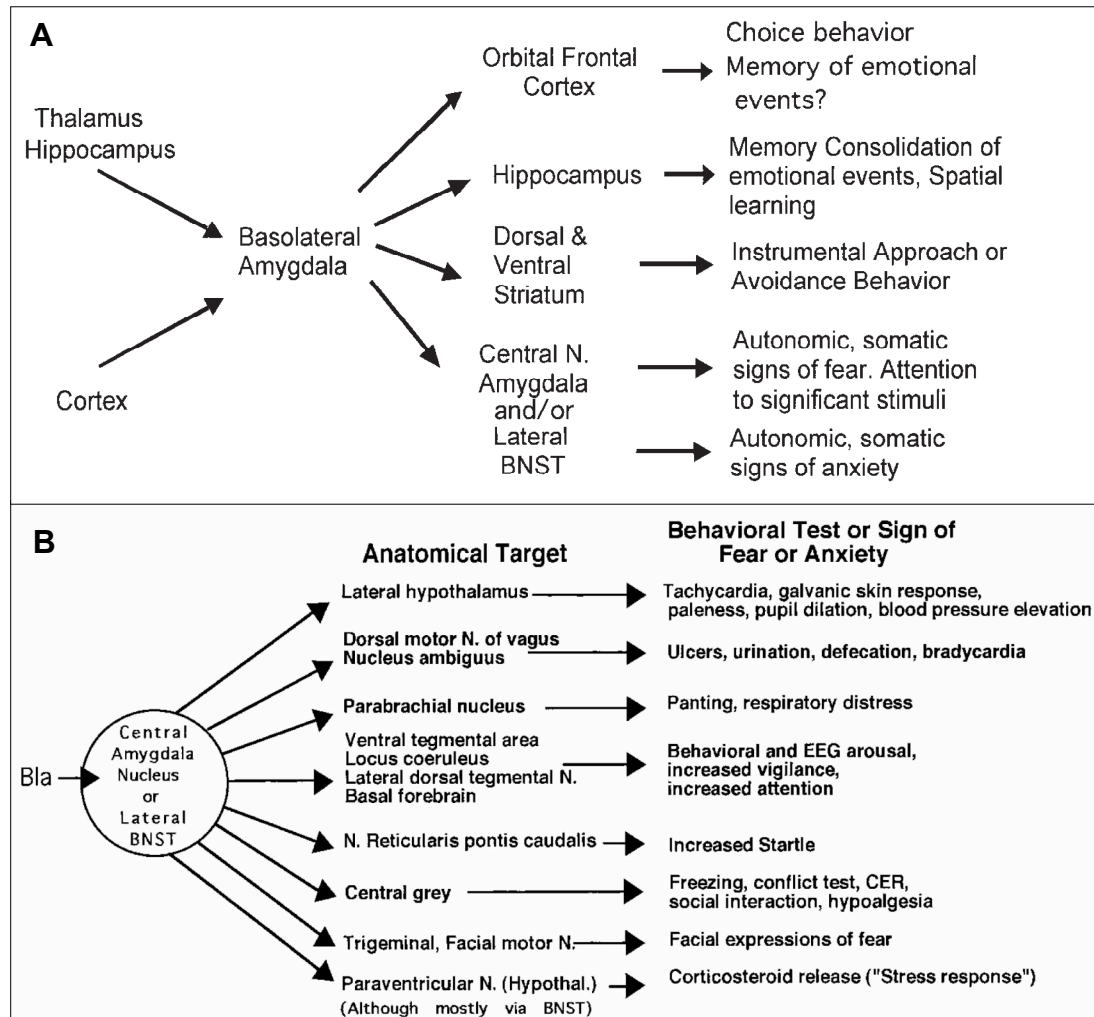 A
Thalamus
Hippocampus
Cortex
Basolateral
Amygdala
Orbital Frontal
Cortex
Choice behavior
Memory of emotional
events?
Hippocampus
Memory Consolidation of
emotional events, Spatial
learning
Dorsal &
Ventral
Striatum
Instrumental Approach or
Avoidance Behavior
Central N.
Amygdala
and/or
Lateral
BNST
Autonomic, somatic
signs of fear. Attention
to significant stimuli
Autonomic, somatic
signs of anxiety
B
Anatomical Target
Behavioral Test or Sign of
Fear or Anxiety
Bla
Central
Amygdala
Nucleus
or
Lateral
BNST
Lateral hypothalamus
Tachycardia, galvanic skin response,
paleness, pupil dilation, blood pressure elevation
Dorsal motor N. of vagus
Nucleus ambiguus
Ulcers, urination, defecation, bradycardia
Parabrachial nucleus
Panting, respiratory distress
Ventral tegmental area
Locus coeruleus
Lateral dorsal tegmental N.
Basal forebrain
Behavioral and EEG arousal,
increased vigilance,
increased attention
N. Reticularis pontis caudalis
Increased Startle
Central grey
Freezing, conflict test, CER,
social interaction, hypoalgesia
Trigeminal, Facial motor N.
Facial expressions of fear
Paraventricular N. (Hypothal.)
(Although mostly via BNST)
Corticosteroid release ("Stress response")